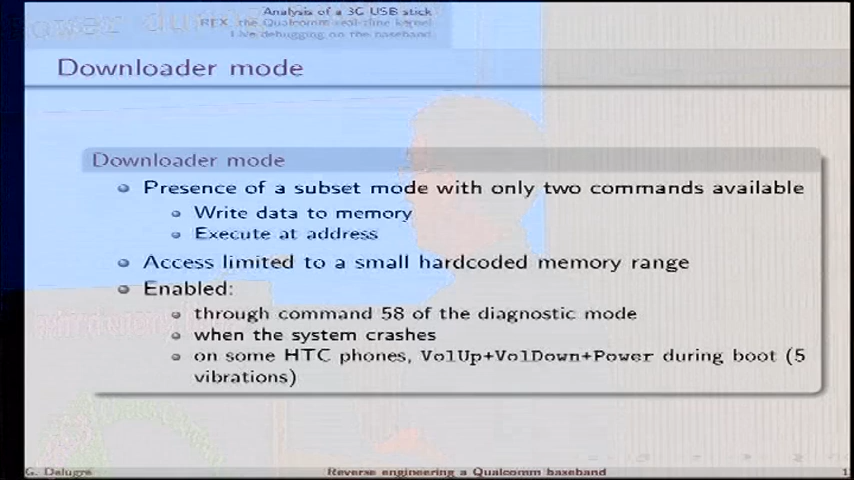 Analysis of a 3G USB stick
REX, the Qualcomm real-time kernel
Live debugging on the baseband
Downloader mode
Downloader mode
Presence of a subset mode with only two commands available
Write data to memory
Execute at address
Access limited to a small hardcoded memory range
Enabled:
through command 58 of the diagnostic mode
when the system crashes
on some HTC phones, VolUp+VolDown+Power during boot (5
vibrations)
G. Delugré
Reverse engineering a Qualcomm baseband